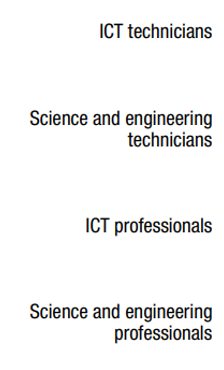 ICT technicians
Science and engineering
technicians
ICT professionals
Science and engineering
professionals